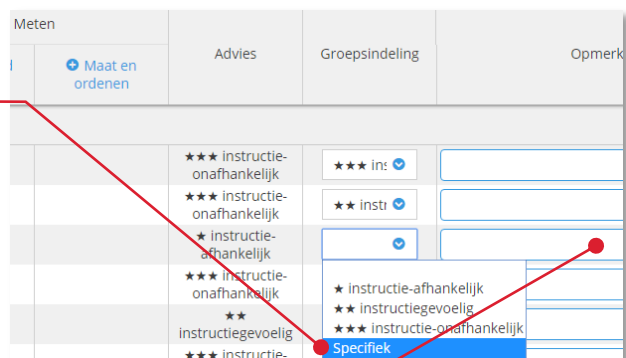 Meten
Maat en
ordenen
Advies
Groepsindeling
Opmerk
★★★ instructie-
onafhankelijk
★★★ ins
★★★ instructie-
onafhankelijk
★★ instr
★ instructie-
afhankelijk
★★★ instructie-
onafhankelijk
★★
instructiegevoelig
★★★ instructie-
★ instructie-afhankelijk
★★ instructiegevoelig
★★★ instructie-onafhankelijk
Specifiek